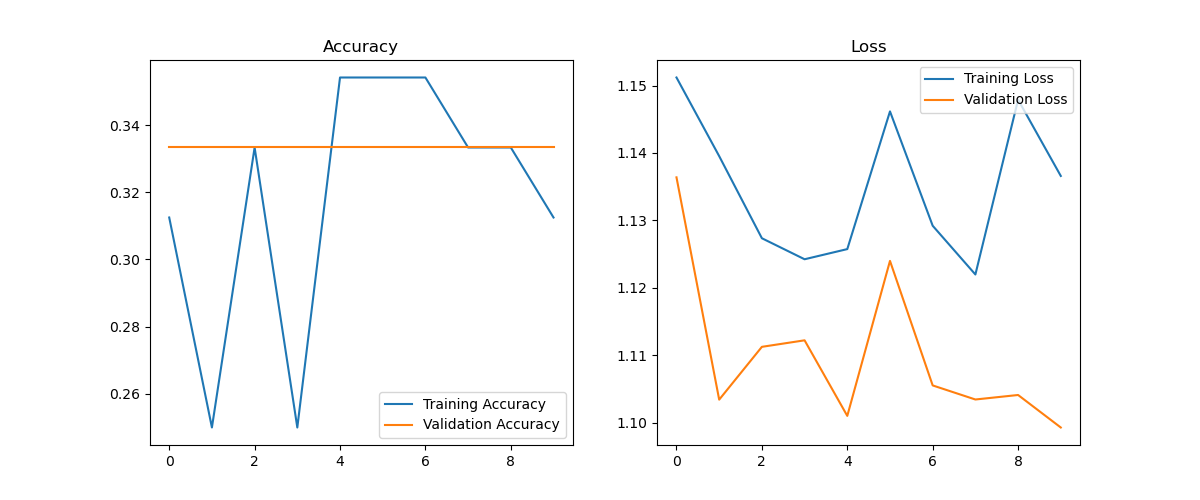 Accuracy
0.34
0.32
0.30
0.28
0.26
Training Accuracy
Validation Accuracy
0 2 4 6 8
Loss
1.15
1.14
1.13
1.12
1.11
1.10
Training Loss
Validation Loss
0 2 4 6 8